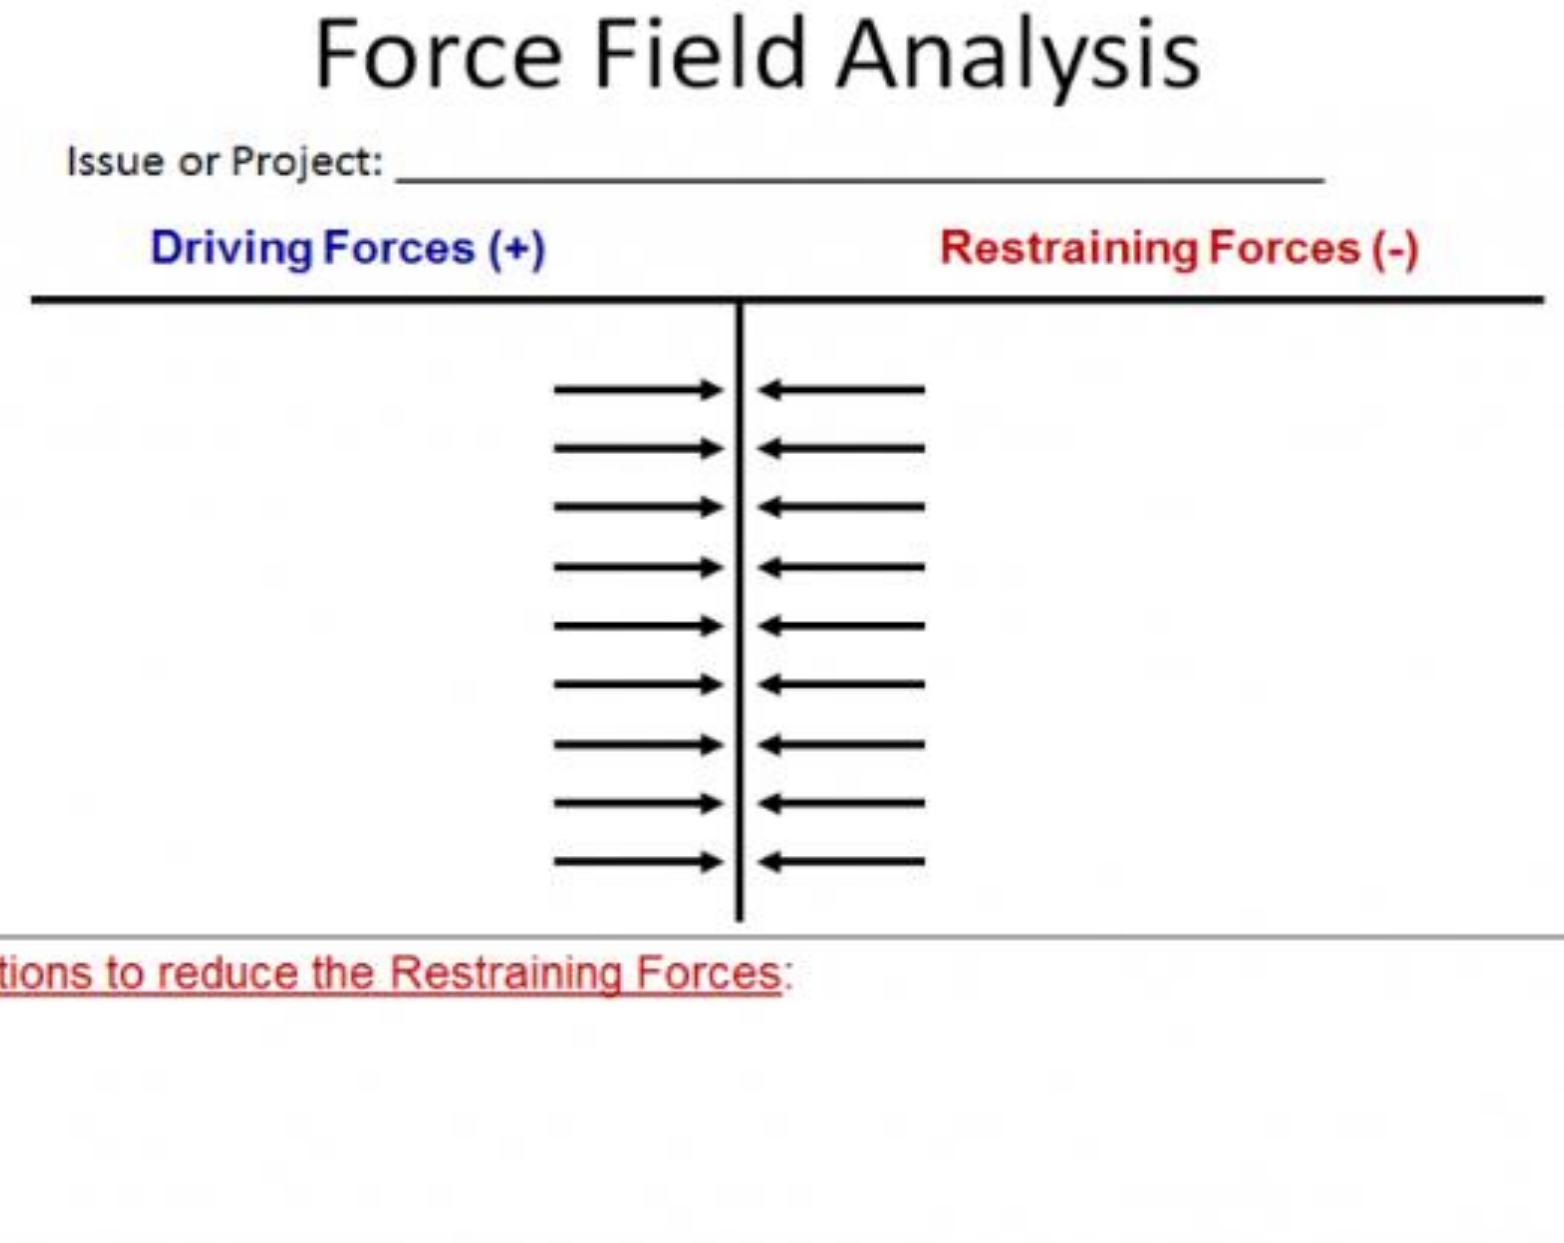 Force Field Analysis
Issue or Project:
Driving Forces (+)
Restraining Forces (-)
tions to reduce the Restraining Forces: